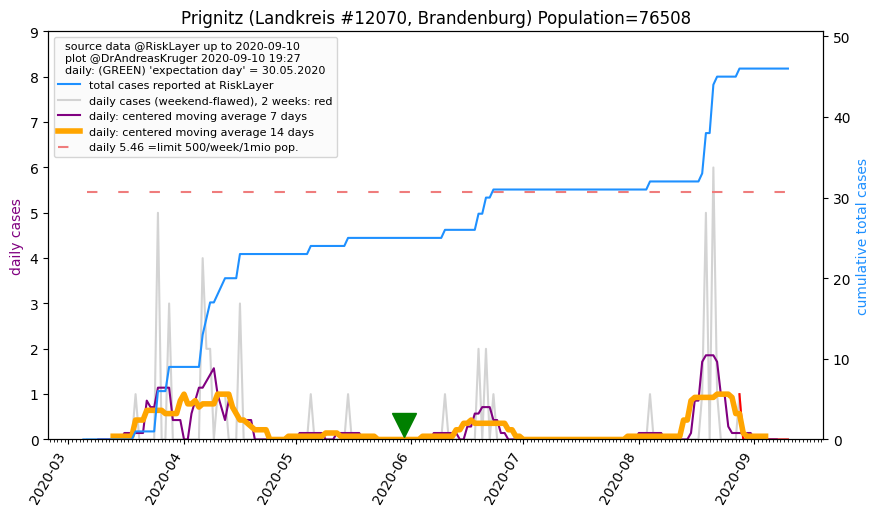 Prignitz (Landkreis #12070, Brandenburg) Population=76508
source data @RiskLayer up to 2020-09-10
plot @DrAndreasKruger 2020-09-10 19:27
daily: (GREEN) 'expectation day' = 30.05.2020
total cases reported at RiskLayer
daily cases (weekend-flawed), 2 weeks: red
daily: centered moving average 7 days
daily: centered moving average 14 days
daily 5.46 =limit 500/week/1mio pop.
daily cases
9
8
7
6
5
4
3
2
1
0
cumulative total cases
50
40
30
20
10
0
2020-03
2020-04
2020-05
2020-06
2020-07
2020-08
2020-09